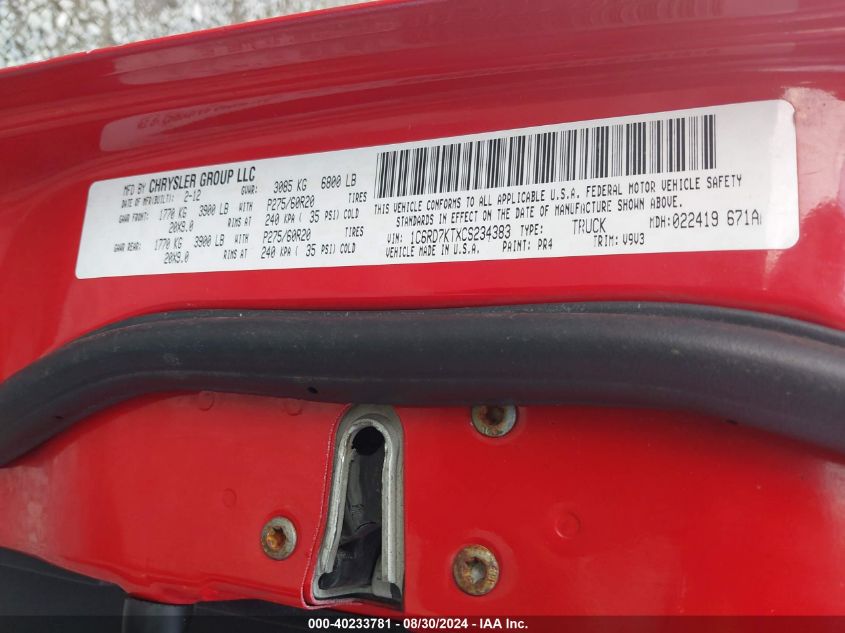 MFD BY CHRYSLER GROUP LLC
DATE OF MFR(BUILT): 2-12 GVWR: 3085 KG 6800 LB
GAWR FRONT: 1770 KG 3900 LB WITH P275/60R20 TIRES
20X9.0 RIMS AT 240 KPA ( 35 PSI) COLD
GAWR REAR: 1770 KG 3900 LB WITH P275/60R20 TIRES
20X9.0 RIMS AT 240 KPA ( 35 PSI) COLD
THIS VEHICLE CONFORMS TO ALL APPLICABLE U.S.A. FEDERAL MOTOR VEHICLE SAFETY
STANDARDS IN EFFECT ON THE DATE OF MANUFACTURE SHOWN ABOVE.
VIN: 1C6RD7KTXCS234383 TYPE: TRUCK MDH:022419 671A
VEHICLE MADE IN U.S.A. PAINT: PR4 TRIM: V9V3
000-40233781 - 08/30/2024 - IAA Inc.